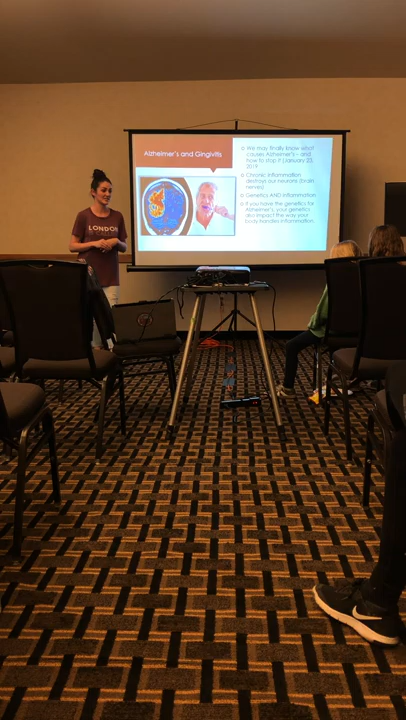 Alzheimer's and Gingivitis
We may finally know what
causes Alzheimer's – and
how to stop it (January 23,
2019
Chronic inflammation
destroys our neurons (brain
nerves)
Genetics AND inflammation
If you have the genetics for
Alzheimer's, your genetics
also impact the way your
body handles inflammation.
LONDON